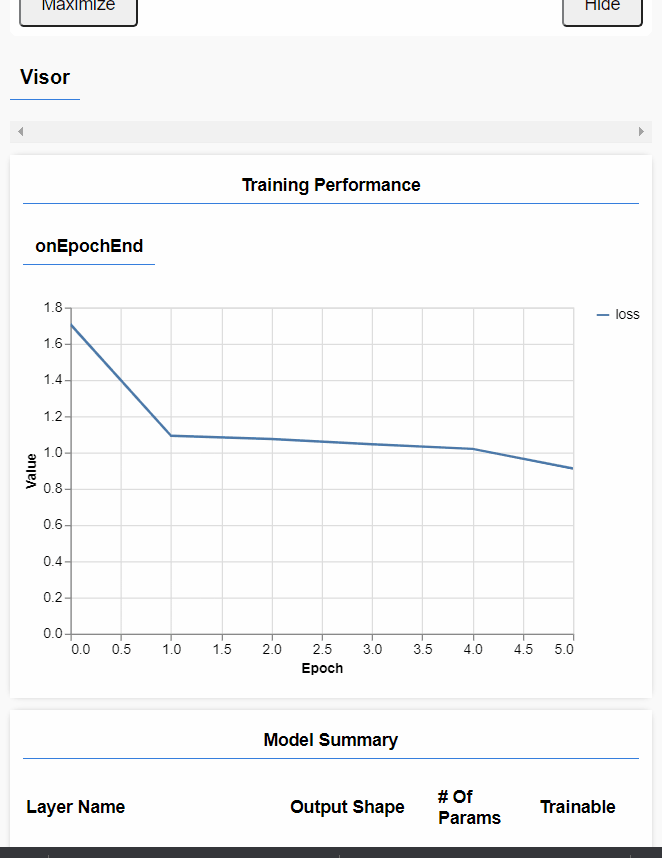 Maximize Hide
Visor
Training Performance
onEpochEnd
loss
1.8
1.6
1.4
1.2
1.0
0.8
0.6
0.4
0.2
0.0
Value
0.0 0.5 1.0 1.5 2.0 2.5 3.0 3.5 4.0 4.5 5.0
Epoch
Model Summary
Layer Name Output Shape # Of Params Trainable